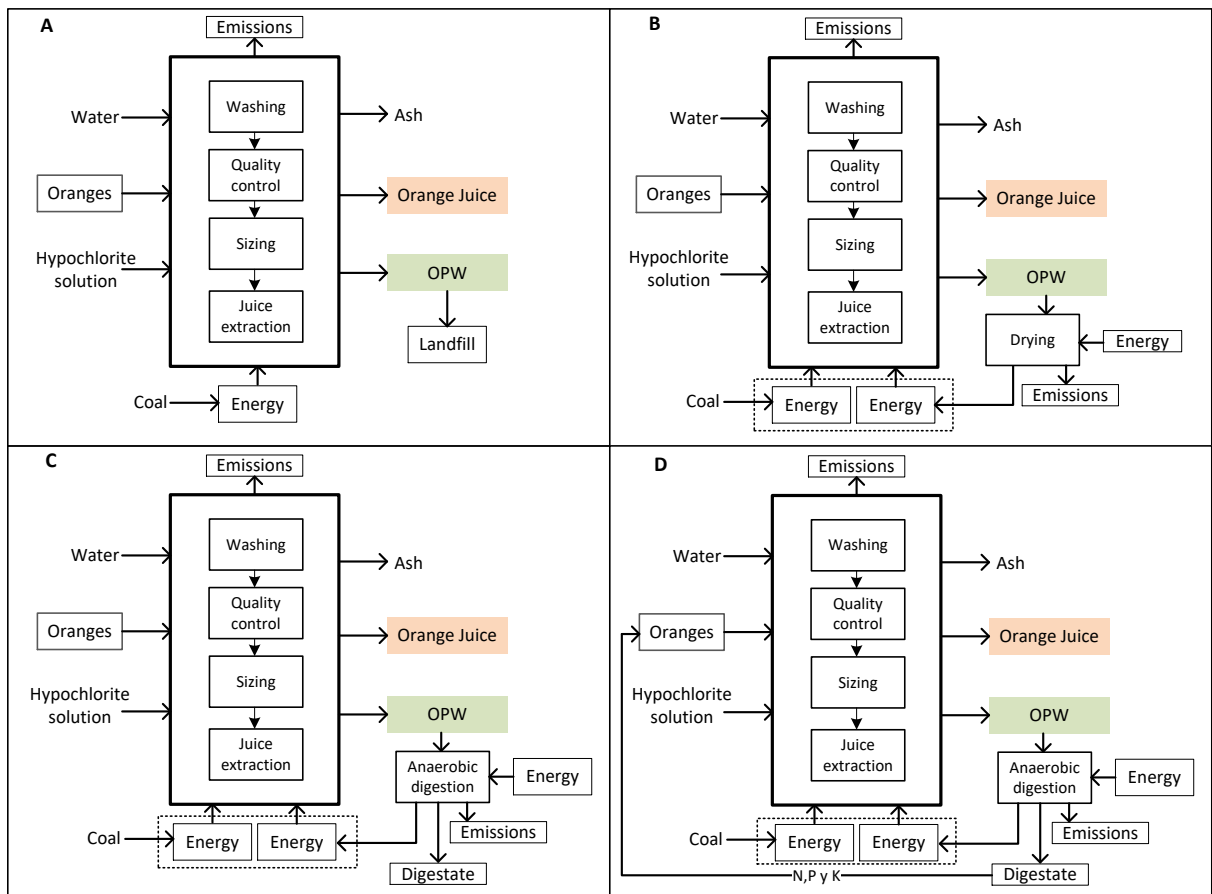 A
Emissions
Washing
Water
Ash
Quality
control
Oranges
Orange Juice
Sizing
Hypochlorite
solution
OPW
Juice
extraction
Landfill
Coal
Energy
B
Emissions
Washing
Water
Ash
Quality
control
Oranges
Orange Juice
Sizing
Hypochlorite
solution
OPW
Juice
extraction
Drying
Energy
Coal
Energy
Energy
Emissions
C
Emissions
Washing
Water
Ash
Quality
control
Oranges
Orange Juice
Sizing
Hypochlorite
solution
OPW
Juice
extraction
Anaerobic
digestion
Energy
Coal
Energy
Energy
Emissions
Digestate
D
Emissions
Washing
Water
Ash
Quality
control
Oranges
Orange Juice
Sizing
Hypochlorite
solution
OPW
Juice
extraction
Anaerobic
digestion
Energy
Coal
Energy
Energy
Emissions
N,P y K
Digestate